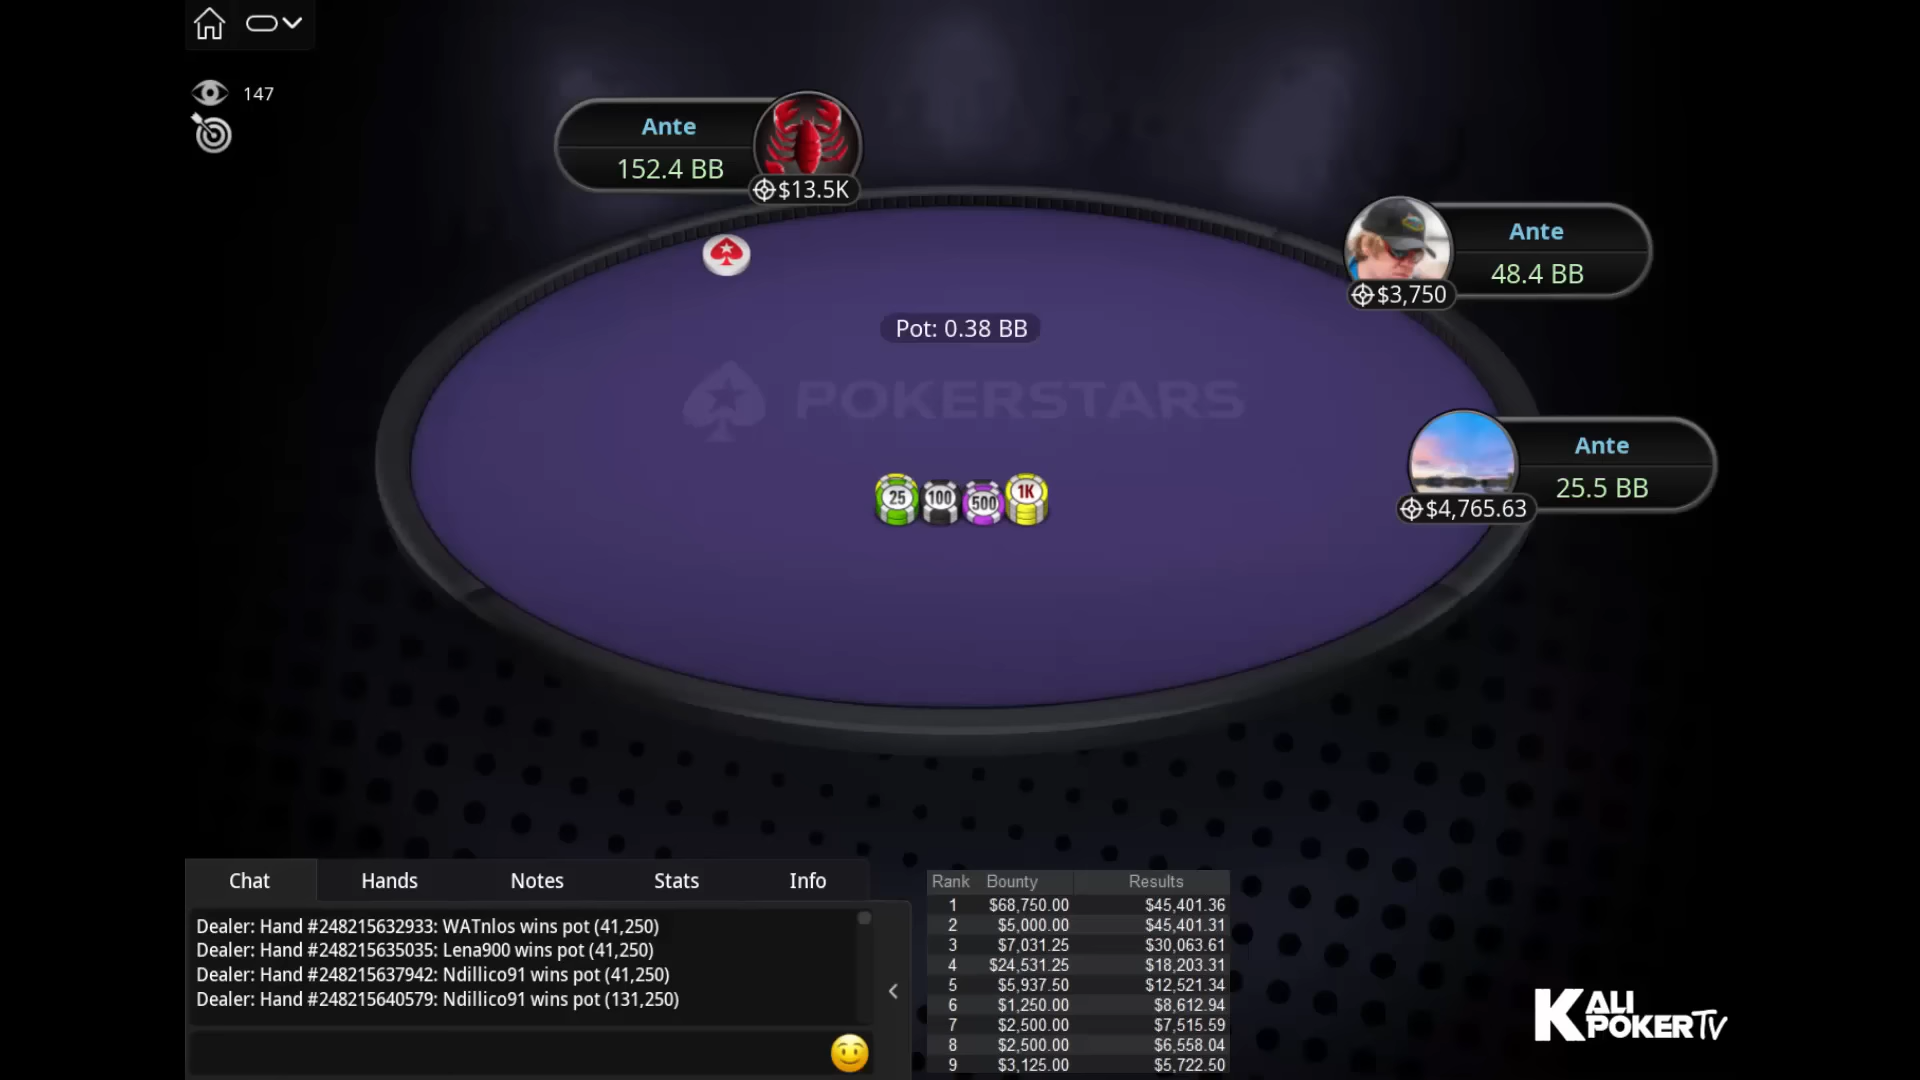 147
Ante
152.4 BB
$13.5K
Ante
48.4 BB
$3,750
Pot: 0.38 BB
POKERSTARS
Ante
25.5 BB
$4,765.63
25 100 500 1K
Chat Hands Notes Stats Info
Dealer: Hand #248215632933: WATnlos wins pot (41,250)
Dealer: Hand #248215635035: Lena900 wins pot (41,250)
Dealer: Hand #248215637942: Ndillico91 wins pot (41,250)
Dealer: Hand #248215640579: Ndillico91 wins pot (131,250)
Rank Bounty Results
1 $68,750.00 $45,401.36
2 $5,000.00 $45,401.31
3 $7,031.25 $30,063.61
4 $24,531.25 $18,203.31
5 $5,937.50 $12,521.34
6 $1,250.00 $8,612.94
7 $2,500.00 $7,515.59
8 $2,500.00 $6,558.04
9 $3,125.00 $5,722.50
KALI
POKERTV